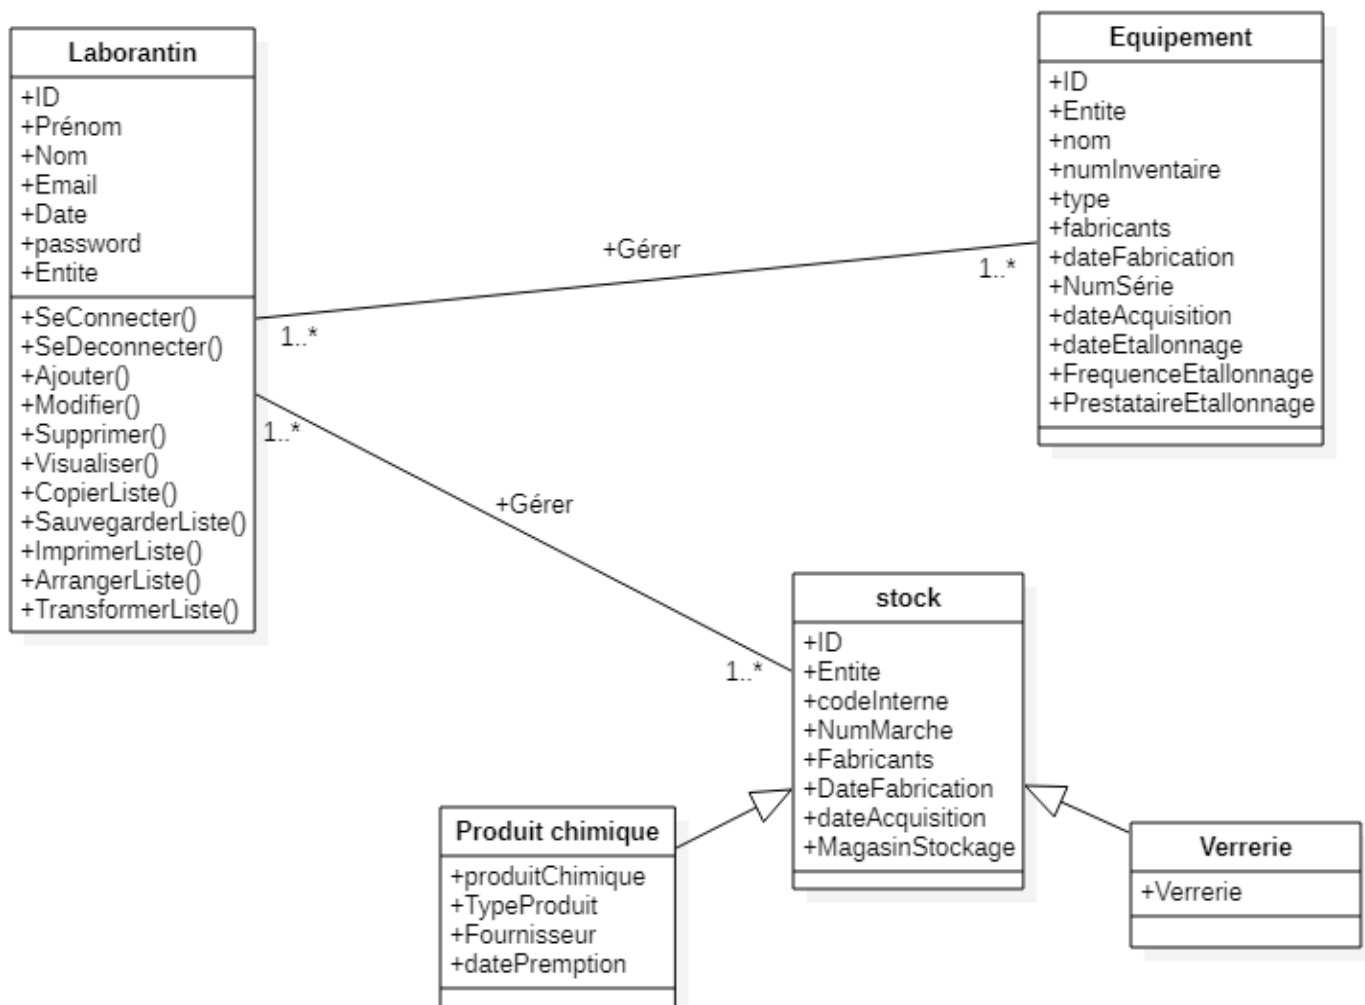 Laborantin
+ID
+Prénom
+Nom
+Email
+Date
+password
+Entite
+SeConnecter()
+SeDeconnecter()
+Ajouter()
+Modifier()
+Supprimer()
+Visualiser()
+CopierListe()
+SauvegarderListe()
+ImprimerListe()
+ArrangerListe()
+TransformerListe()
+Gérer
1..*
1..*
Equipement
+ID
+Entite
+nom
+numInventaire
+type
+fabricants
+dateFabrication
+NumSérie
+dateAcquisition
+dateEtallonnage
+FrequenceEtallonnage
+PrestataireEtallonnage
1..*
+Gérer
1..*
stock
+ID
+Entite
+codeInterne
+NumMarche
+Fabricants
+DateFabrication
+dateAcquisition
+MagasinStockage
Produit chimique
+produitChimique
+TypeProduit
+Fournisseur
+datePremption
Verrerie
+Verrerie